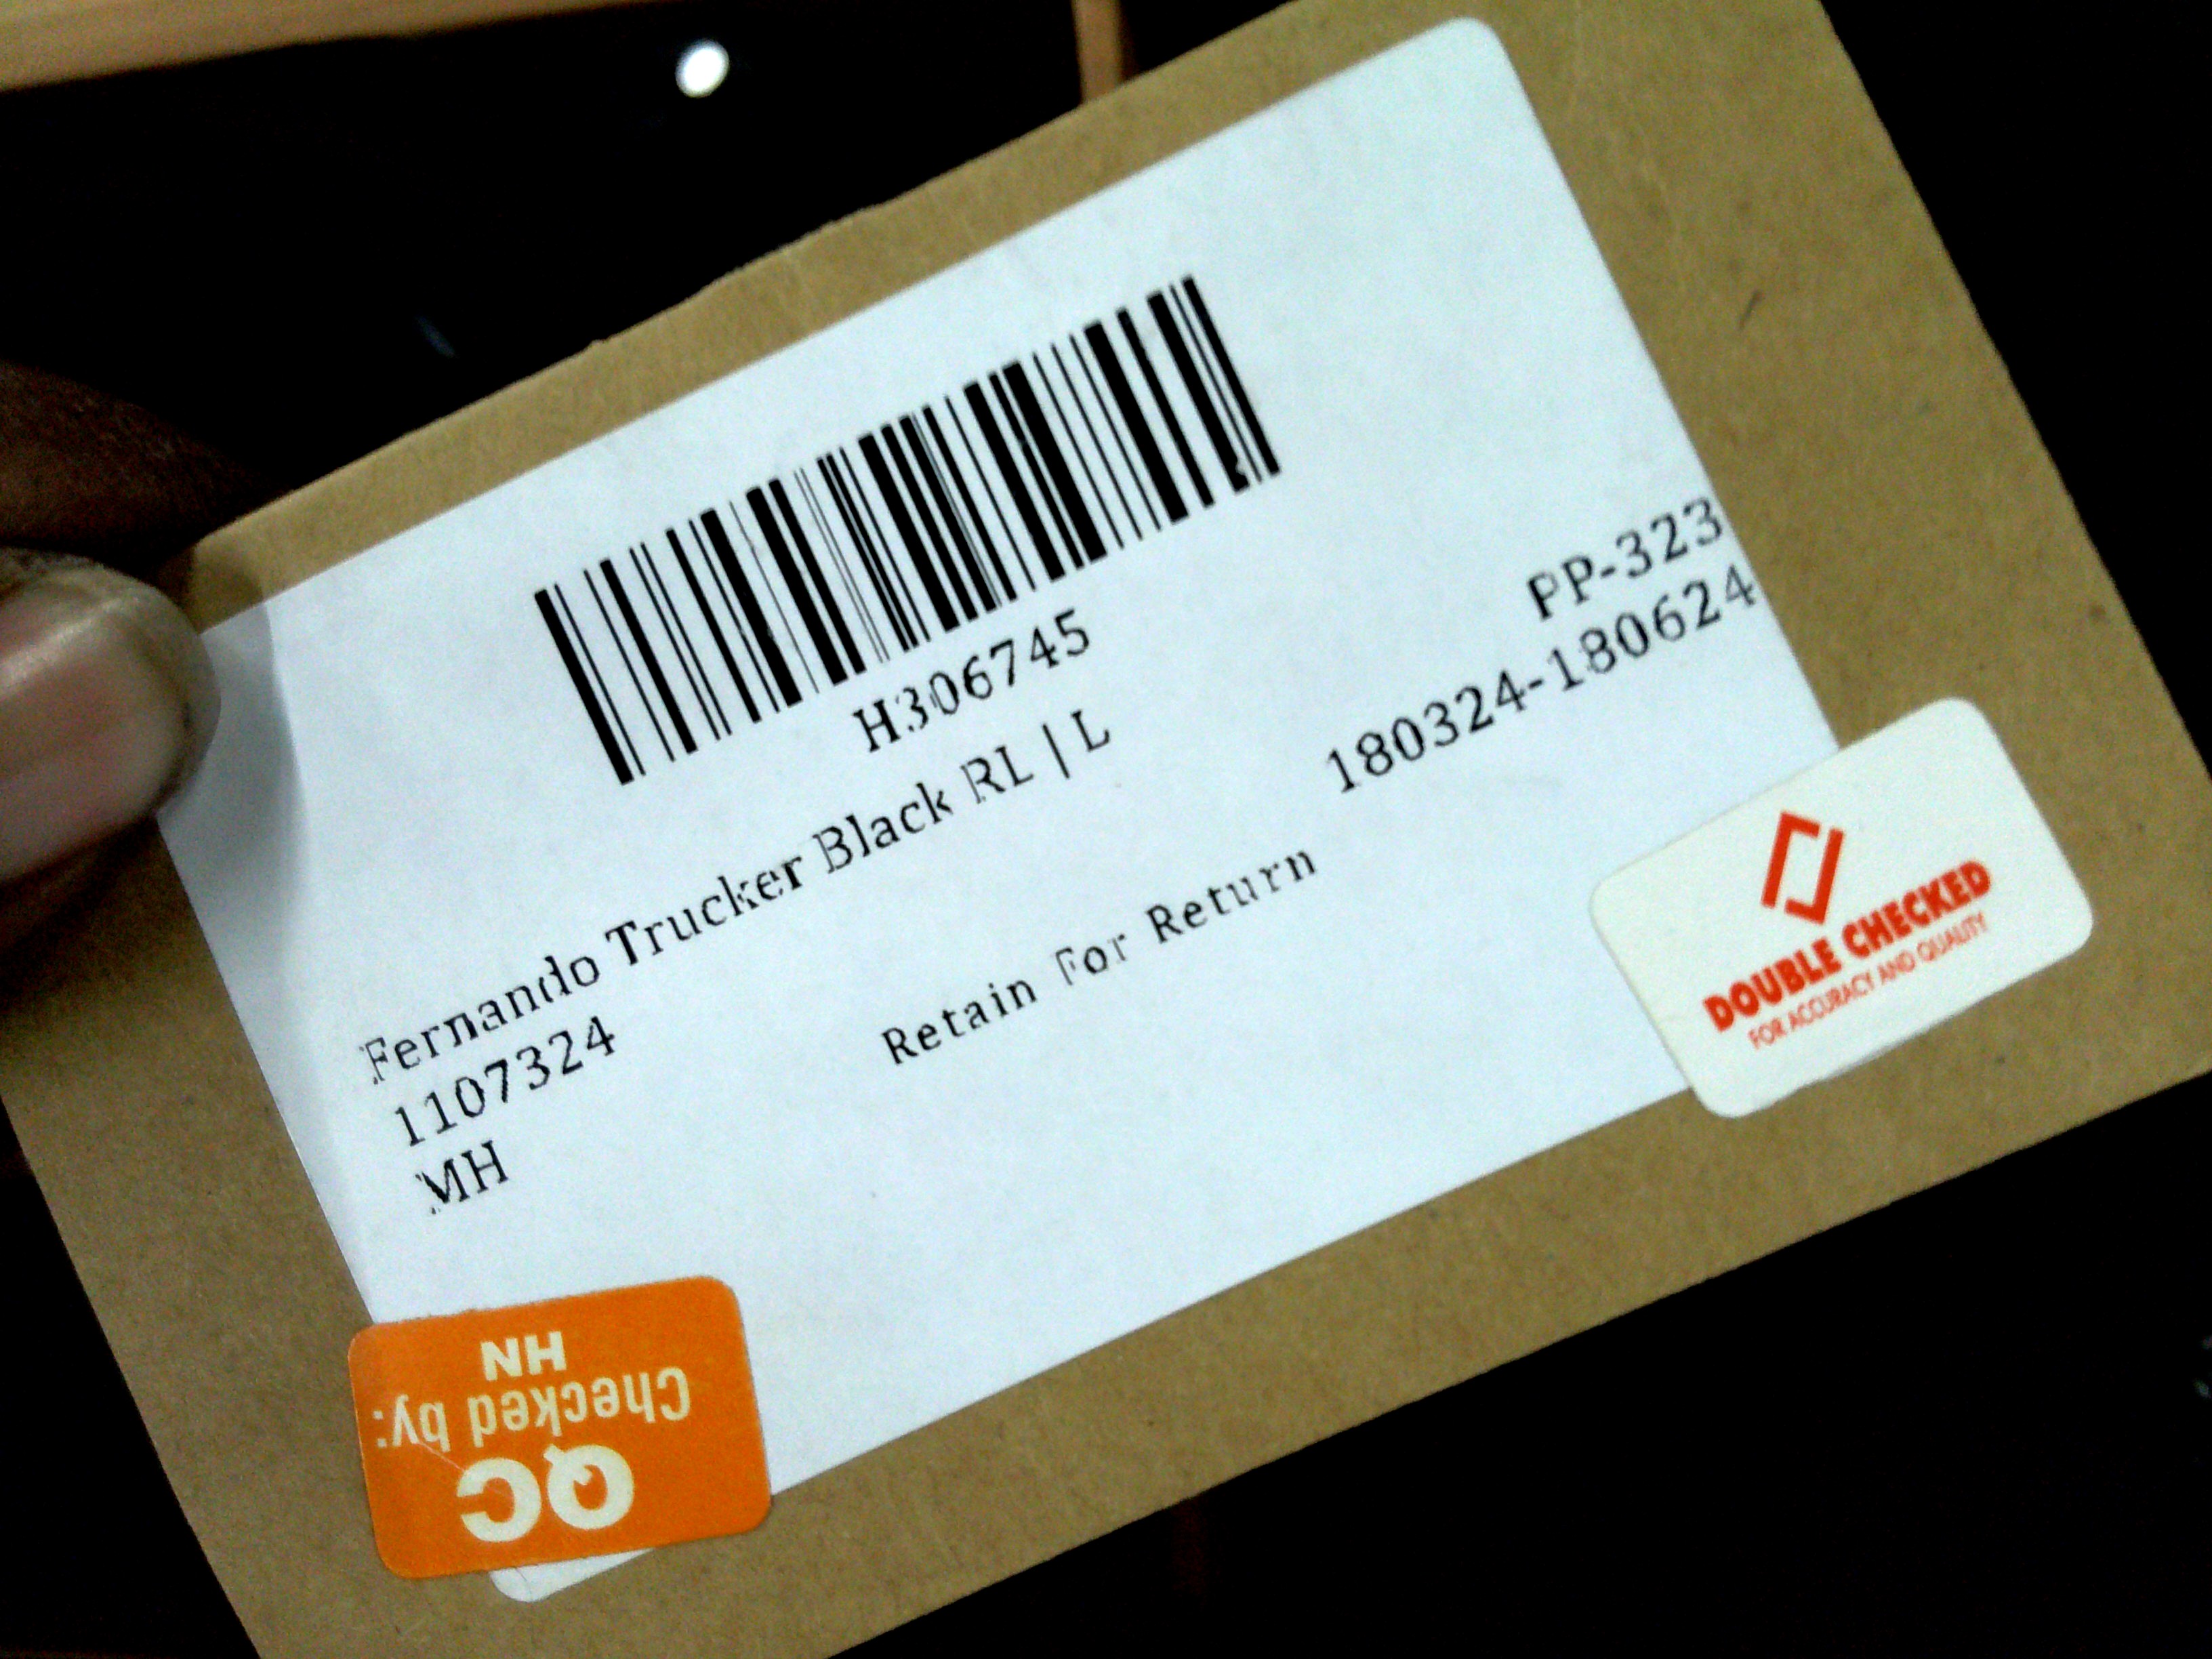 H306745
Fernando Trucker Black RL | L
1107324
MH
PP-323
180324-180624
Retain For Return
DOUBLE CHECKED
FOR ACCURACY AND QUALITY
QC
Checked by:
HN